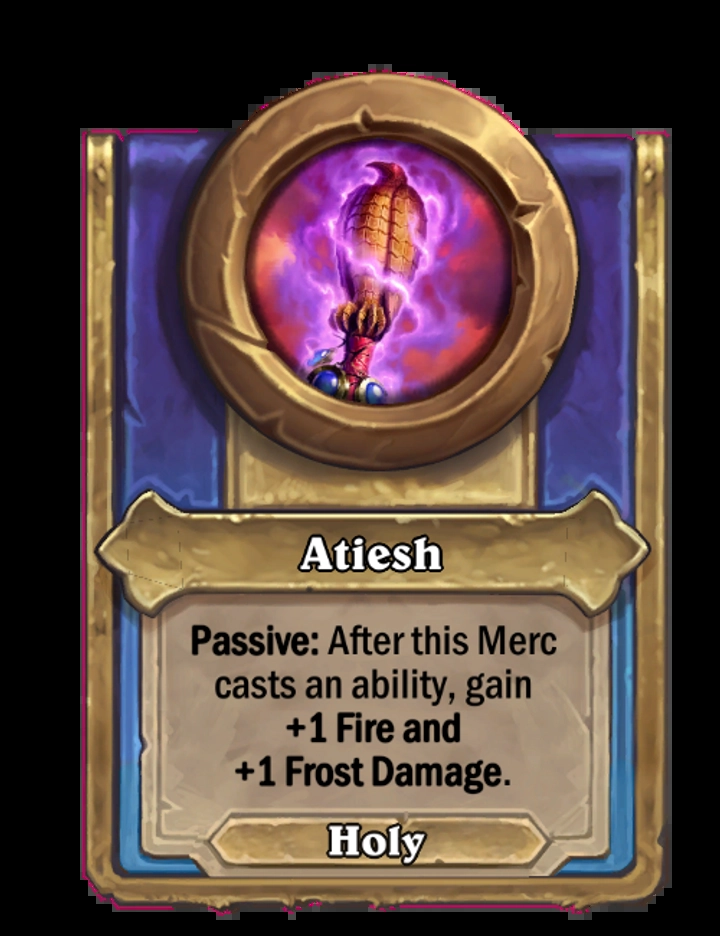 Atiesh
Passive: After this Merc
casts an ability, gain
+1 Fire and
+1 Frost Damage.
Holy